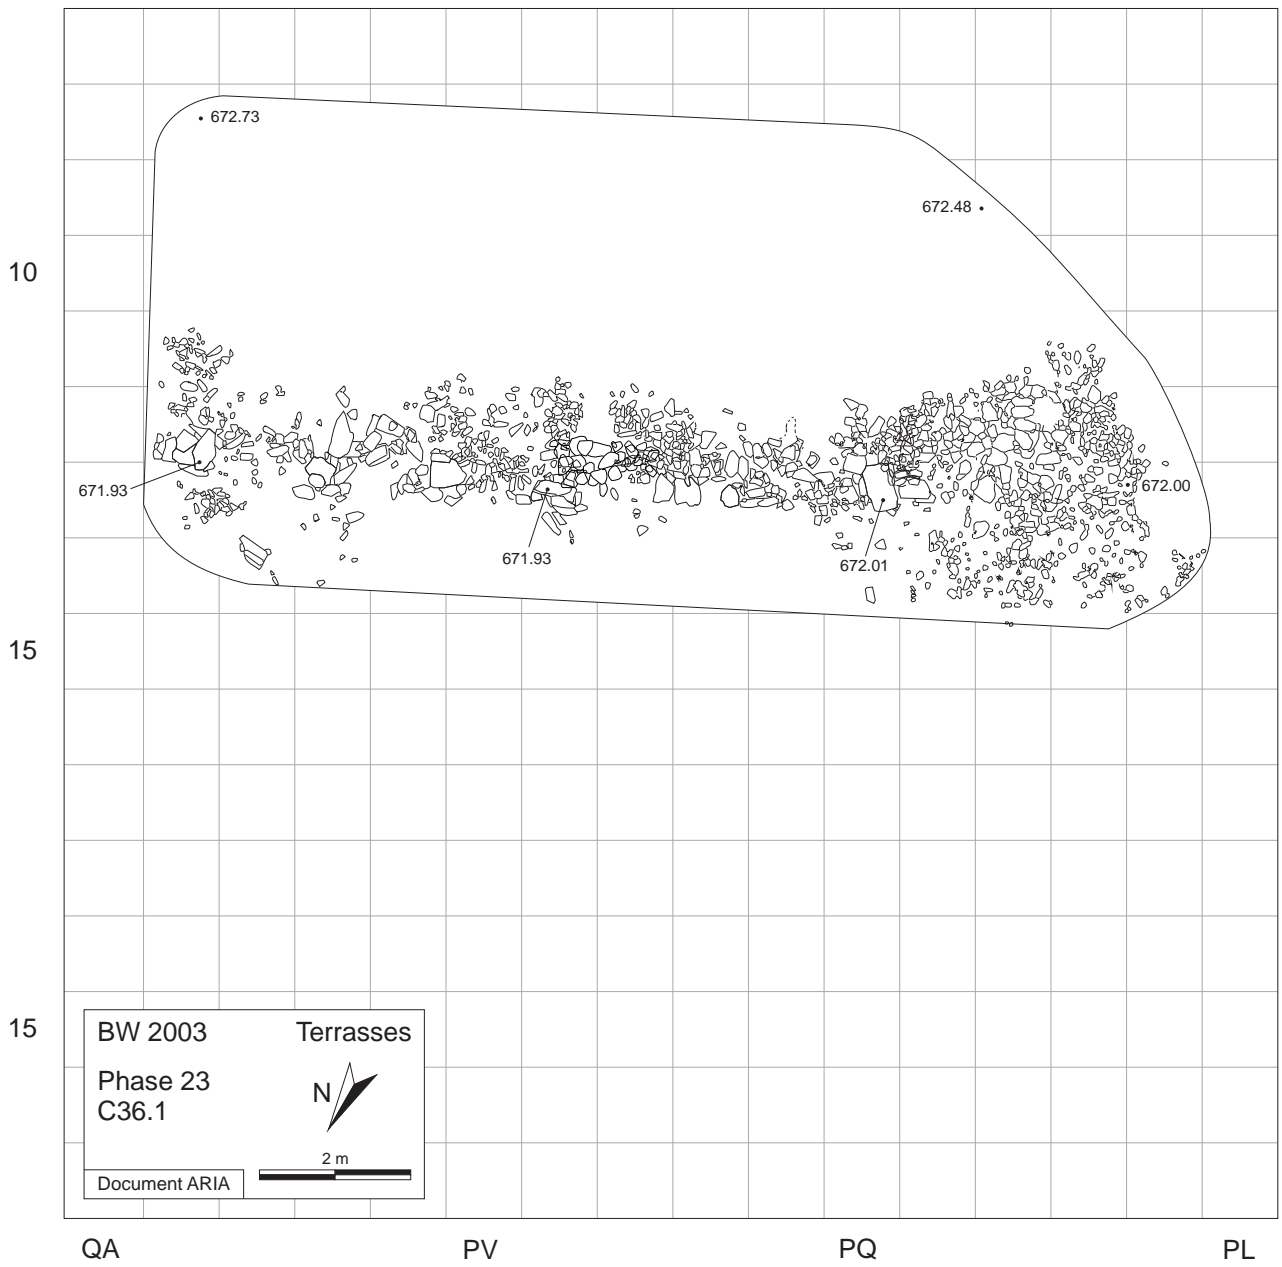 672.73
672.48
10
671.93
672.00
671.93
672.01
15
15
BW 2003 Terrasses
Phase 23
C36.1
N
2 m
Document ARIA
QA PV PQ PL